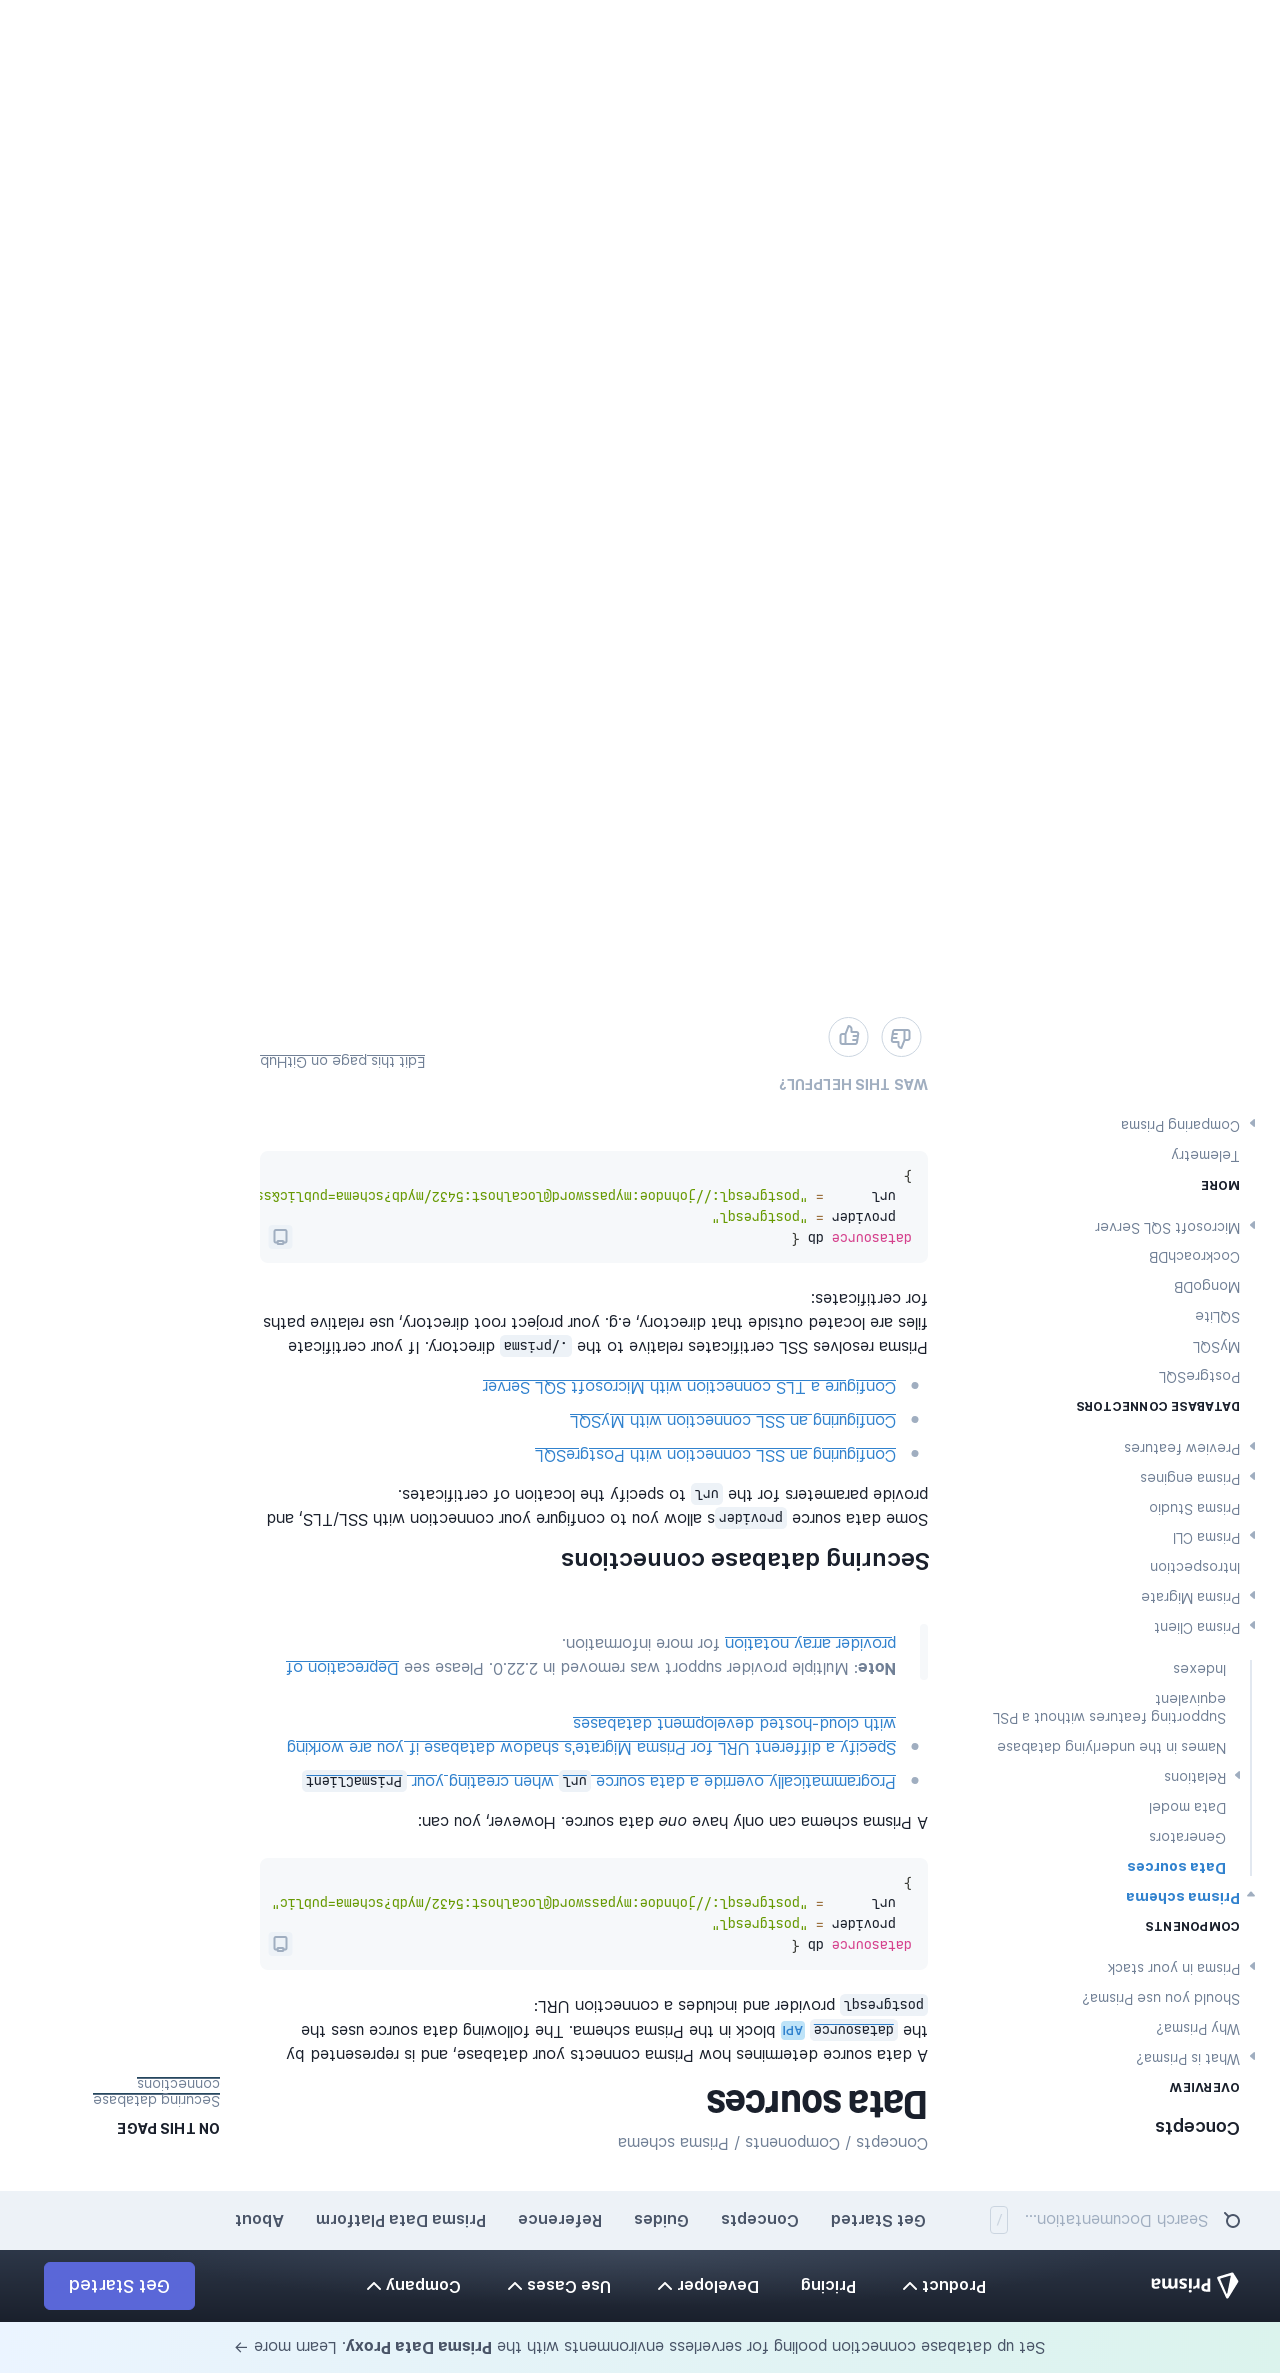 Set up database connection pooling for serverless environments with the Prisma Data Proxy. Learn more →
Prisma
Product
Pricing
Developer
Use Cases
Company
Get Started
Search Documentation...
/
Get Started
Concepts
Guides
Reference
Prisma Data Platform
About
Concepts
OVERVIEW
What is Prisma?
Why Prisma?
Should you use Prisma?
Prisma in your stack
COMPONENTS
Prisma schema
Data sources
Generators
Data model
Relations
Names in the underlying database
Supporting features without a PSL
equivalent
Indexes
Prisma Client
Prisma Migrate
Introspection
Prisma CLI
Prisma Studio
Prisma engines
Preview features
DATABASE CONNECTORS
PostgreSQL
MySQL
SQLite
MongoDB
CockroachDB
Microsoft SQL Server
MORE
Telemetry
Comparing Prisma
Concepts / Components / Prisma schema
Data sources
A data source determines how Prisma connects your database, and is represented by
the datasource API block in the Prisma schema. The following data source uses the
postgresql provider and includes a connection URL:
datasource db {
provider = "postgresql"
url      = "postgresql://johndoe:mypassword@localhost:5432/mydb?schema=public"
}
A Prisma schema can only have one data source. However, you can:
Programmatically override a data source url when creating your PrismaClient
Specify a different URL for Prisma Migrate's shadow database if you are working
with cloud-hosted development databases
Note: Multiple provider support was removed in 2.22.0. Please see Deprecation of
provider array notation for more information.
Securing database connections
Some data source providers allow you to configure your connection with SSL/TLS, and
provide parameters for the url to specify the location of certificates.
Configuring an SSL connection with PostgreSQL
Configuring an SSL connection with MySQL
Configure a TLS connection with Microsoft SQL Server
Prisma resolves SSL certificates relative to the ./prisma directory. If your certificate
files are located outside that directory, e.g. your project root directory, use relative paths
for certificates:
datasource db {
provider = "postgresql"
url      = "postgresql://johndoe:mypassword@localhost:5432/mydb?schema=public&ss
}
WAS THIS HELPFUL?
Edit this page on GitHub
ON THIS PAGE
Securing database
connections